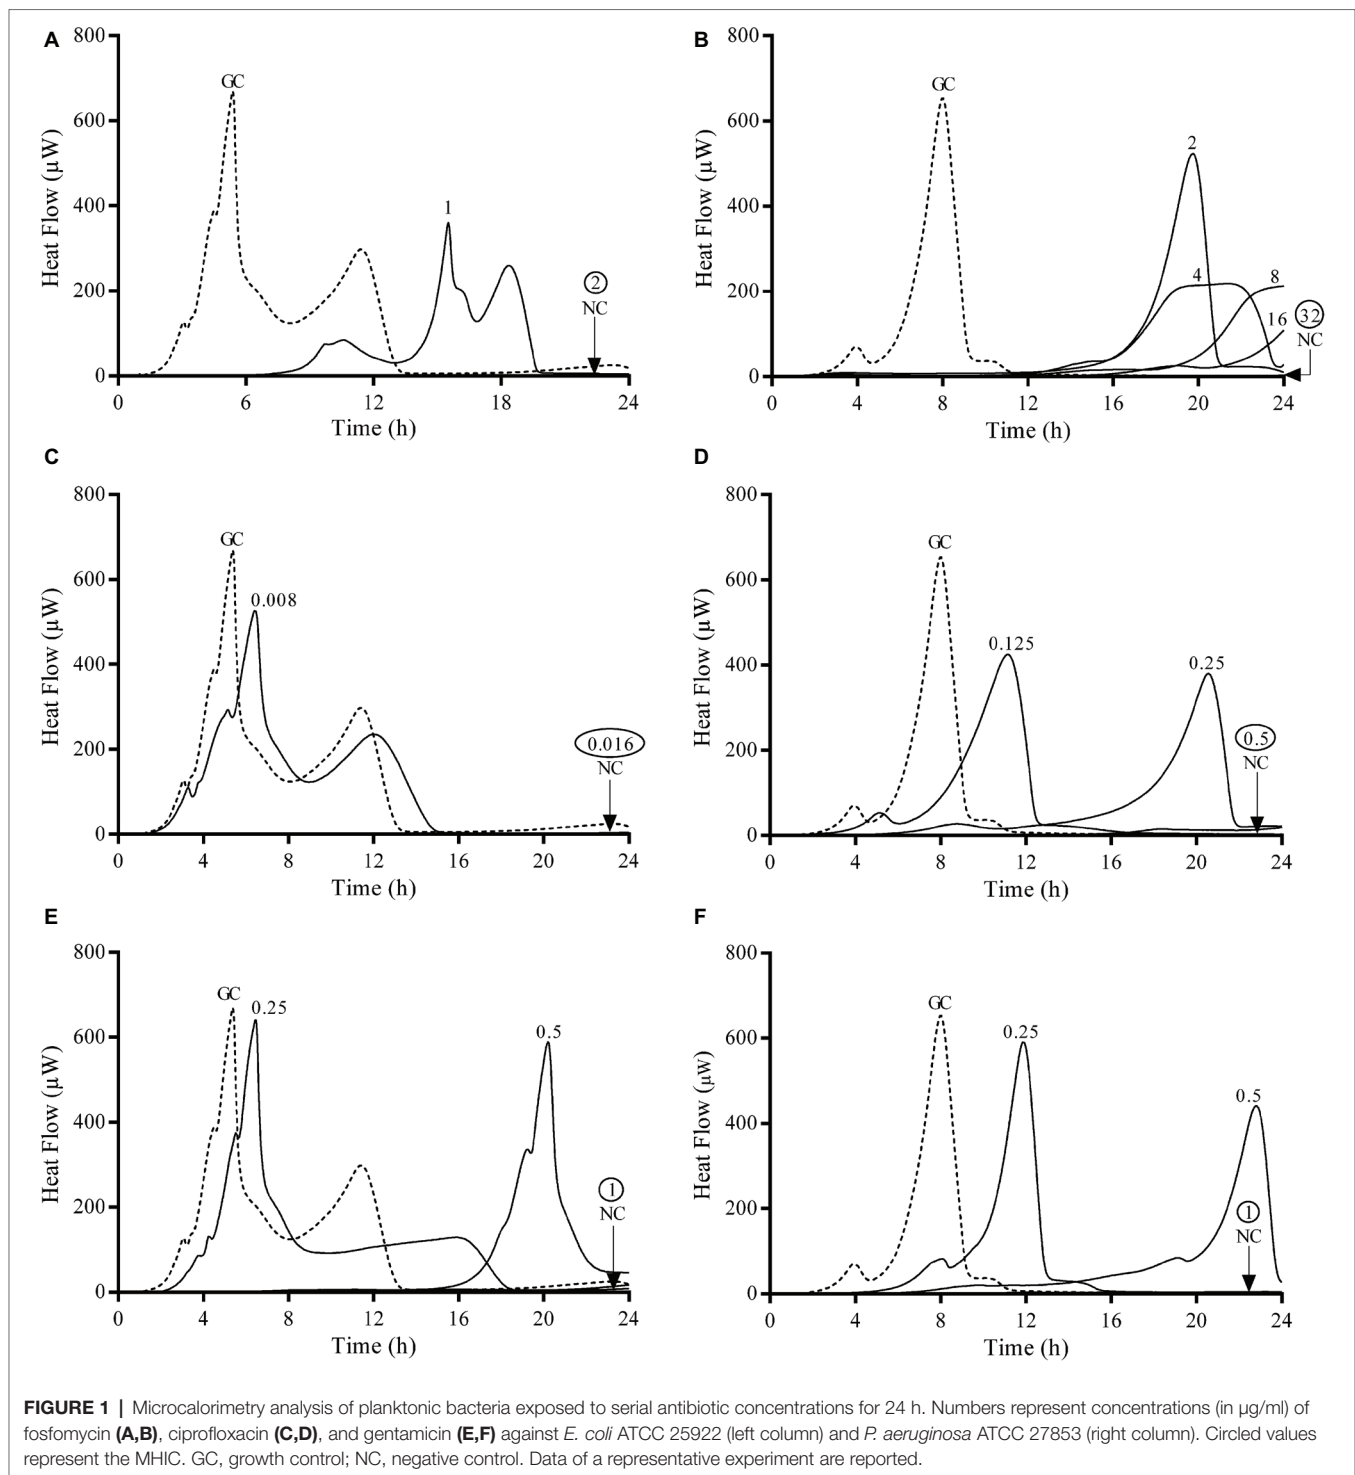 A
800
600
400
200
0
Heat Flow (µW)
GC
1
2
NC
0 6 12 18 24
Time (h)
B
800
600
400
200
0
Heat Flow (µW)
GC
2
4
8
16
32
NC
0 4 8 12 16 20 24
Time (h)
C
800
600
400
200
0
Heat Flow (µW)
GC
0.008
0.016
NC
0 4 8 12 16 20 24
Time (h)
D
800
600
400
200
0
Heat Flow (µW)
GC
0.125
0.25
0.5
NC
0 4 8 12 16 20 24
Time (h)
E
800
600
400
200
0
Heat Flow (µW)
GC
0.25
0.5
1
NC
0 4 8 12 16 20 24
Time (h)
F
800
600
400
200
0
Heat Flow (µW)
GC
0.25
0.5
1
NC
0 4 8 12 16 20 24
Time (h)
FIGURE 1 | Microcalorimetry analysis of planktonic bacteria exposed to serial antibiotic concentrations for 24 h. Numbers represent concentrations (in µg/ml) of
fosfomycin (A,B), ciprofloxacin (C,D), and gentamicin (E,F) against E. coli ATCC 25922 (left column) and P. aeruginosa ATCC 27853 (right column). Circled values
represent the MHIC. GC, growth control; NC, negative control. Data of a representative experiment are reported.